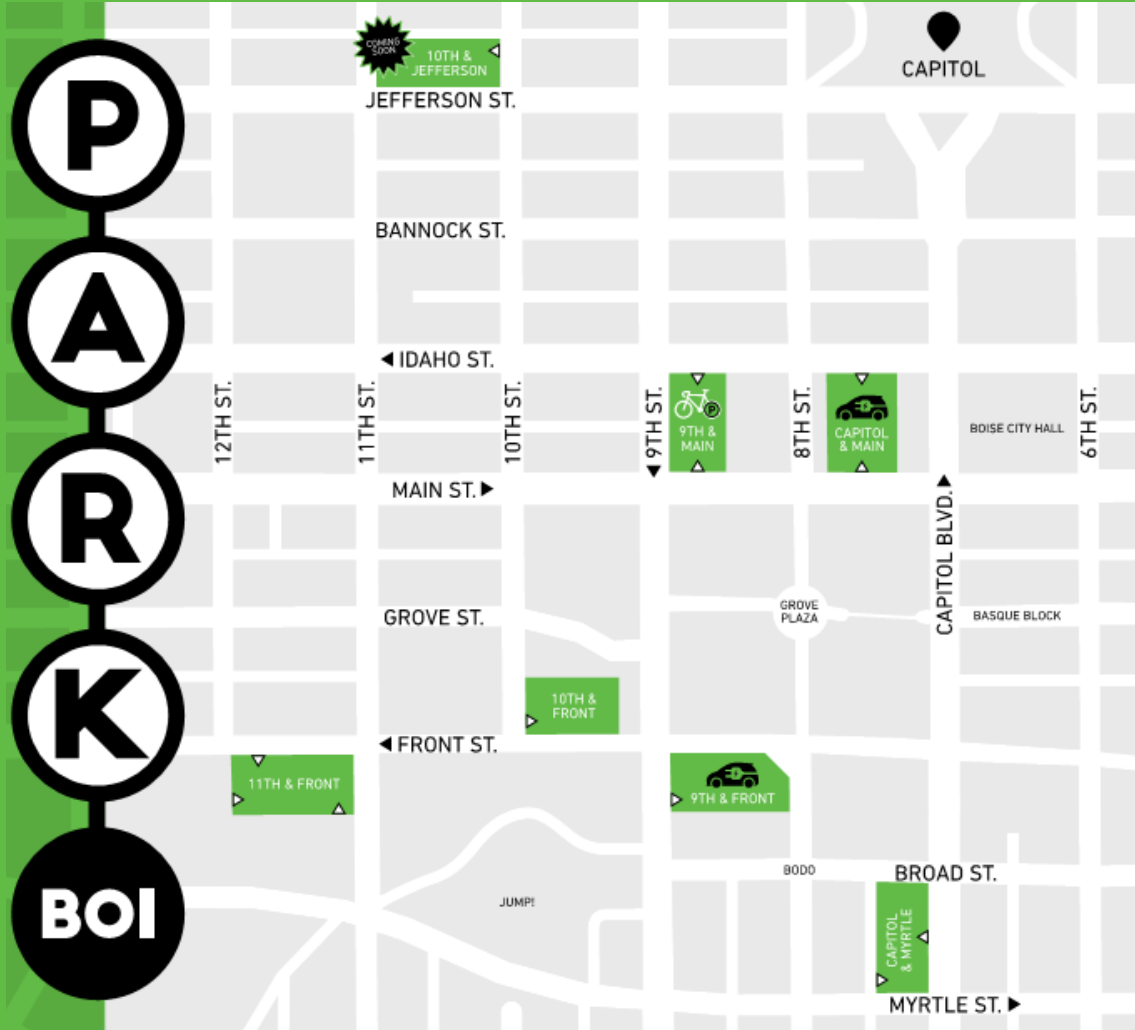 P
A
R
K
BOI
COMING
SOON
10TH &
JEFFERSON
JEFFERSON ST.
CAPITOL
BANNOCK ST.
IDAHO ST.
12TH ST.
11TH ST.
10TH ST.
9TH ST.
8TH ST.
6TH ST.
P
9TH &
MAIN
CAPITOL
& MAIN
BOISE CITY HALL
MAIN ST.
CAPITOL BLVD.
GROVE ST.
GROVE
PLAZA
BASQUE BLOCK
10TH &
FRONT
FRONT ST.
11TH & FRONT
9TH & FRONT
BODO
BROAD ST.
JUMP!
CAPITOL
& MYRTLE
MYRTLE ST.